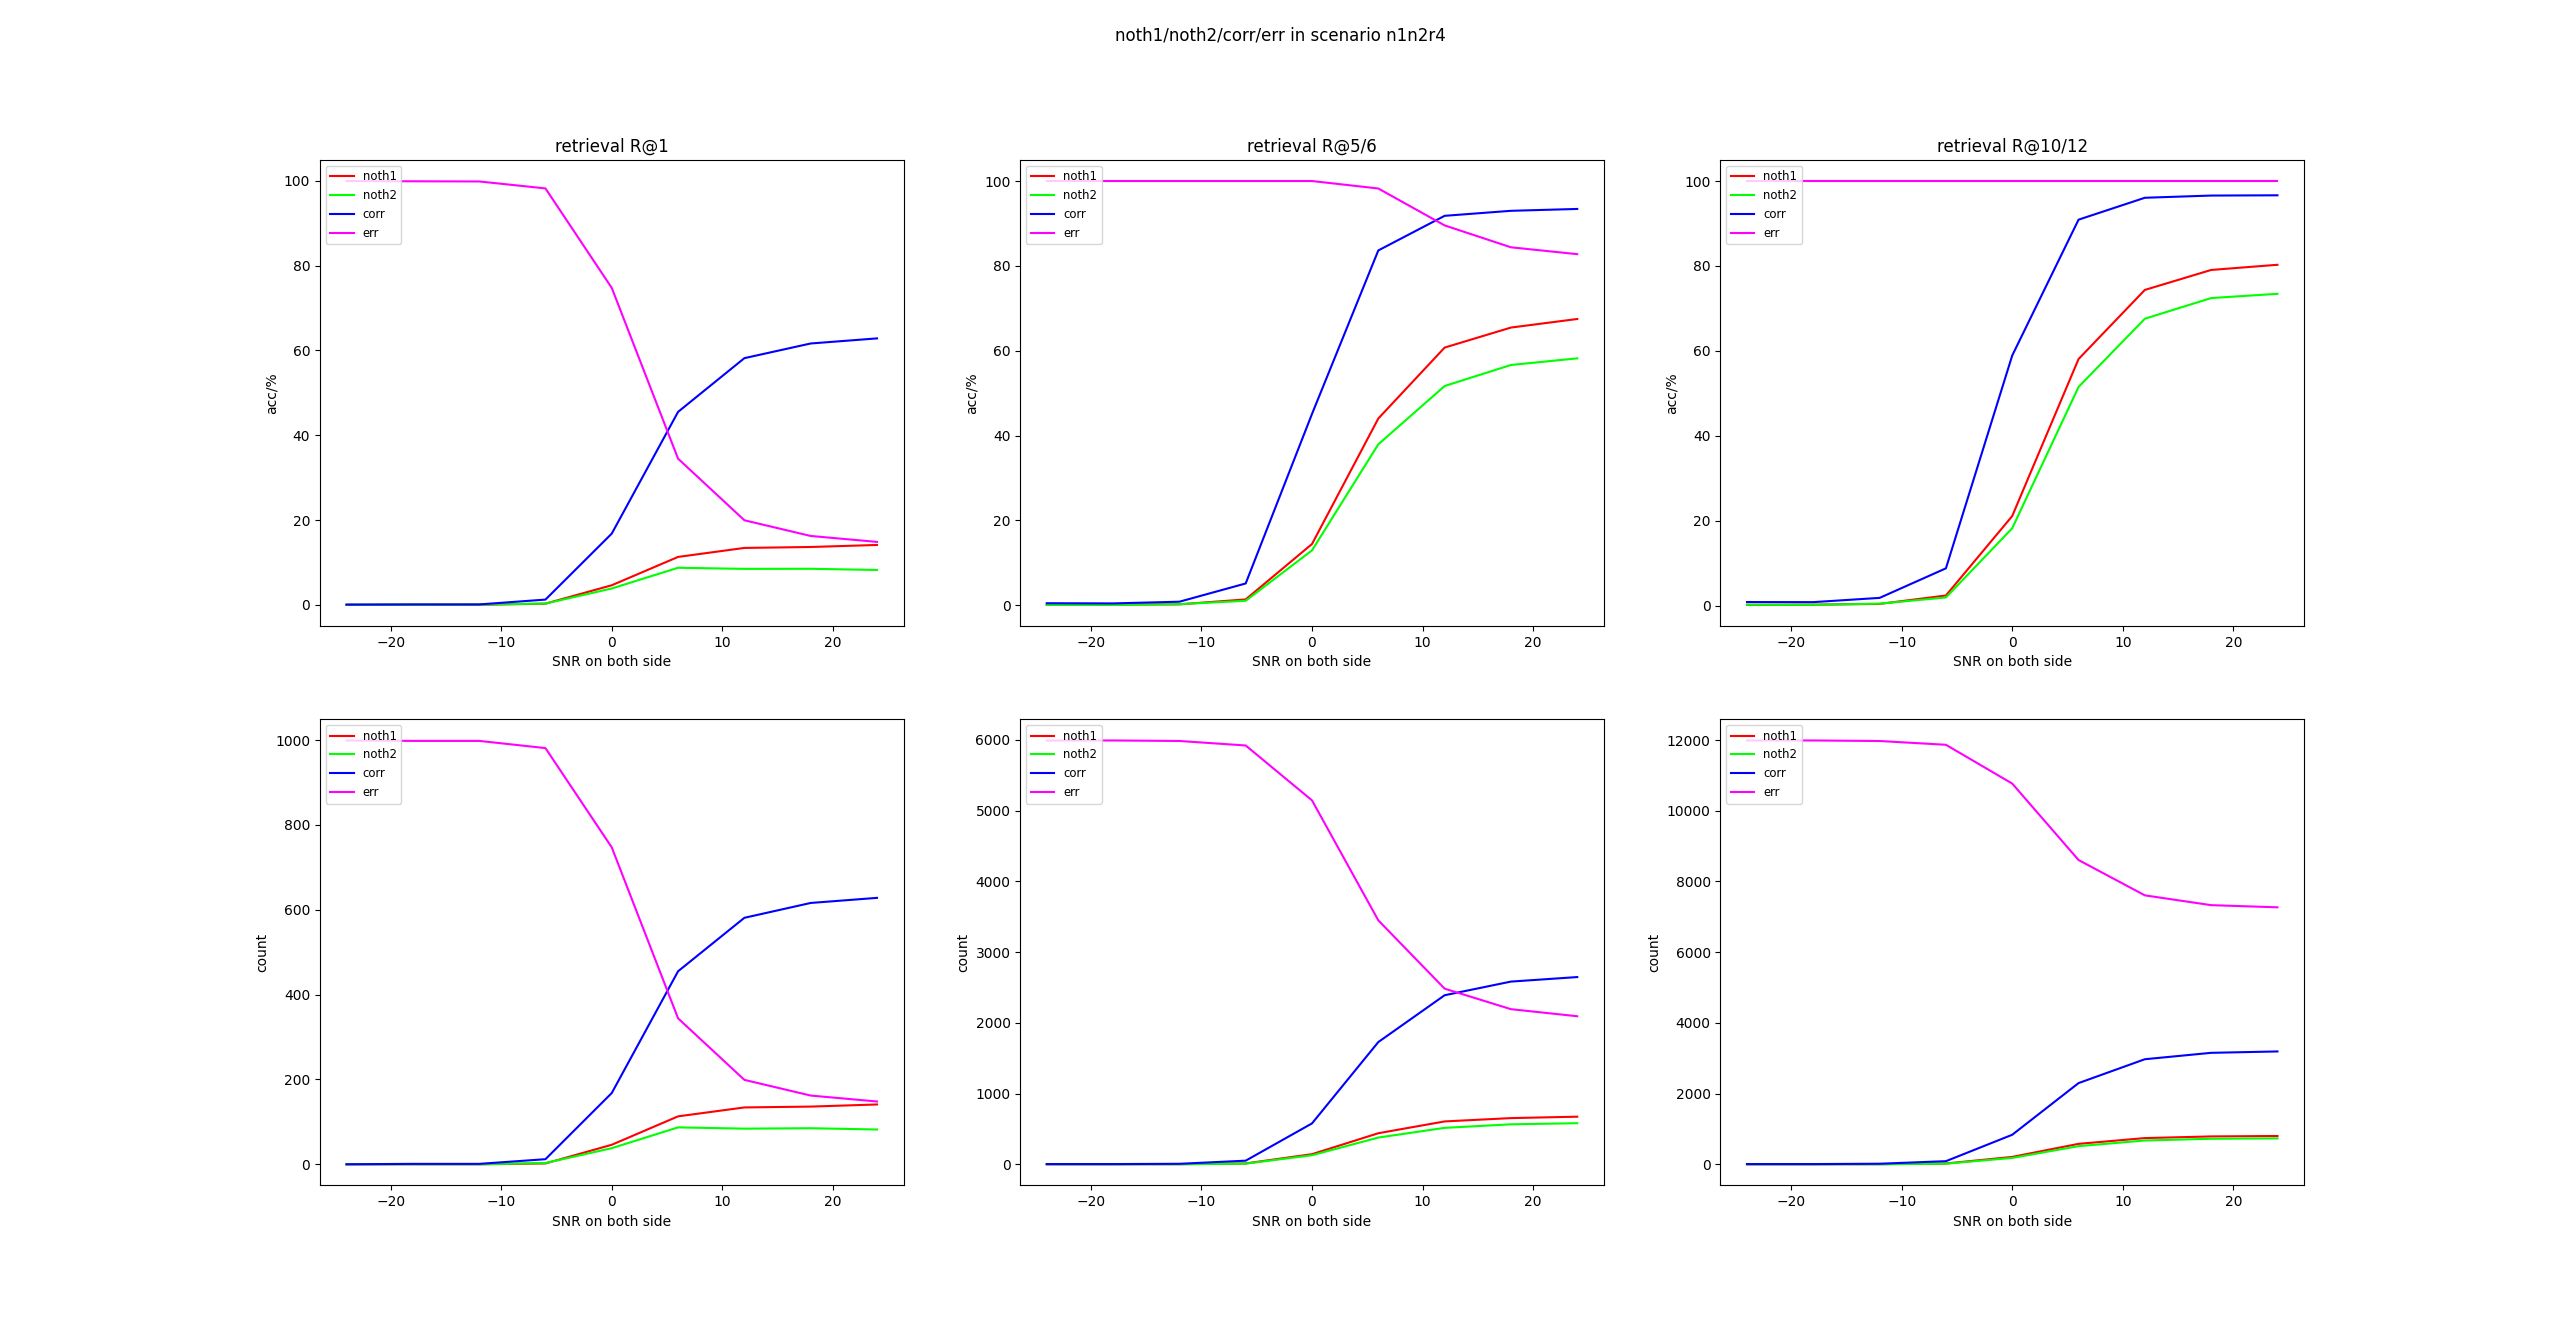 noth1/noth2/corr/err in scenario n1n2r4
retrieval R@1
100
80
60
40
20
0
acc/%
noth1
noth2
corr
err
−20
−10
0
10
20
SNR on both side
retrieval R@5/6
100
80
60
40
20
0
acc/%
noth1
noth2
corr
err
−20
−10
0
10
20
SNR on both side
retrieval R@10/12
100
80
60
40
20
0
acc/%
noth1
noth2
corr
err
−20
−10
0
10
20
SNR on both side
1000
800
600
400
200
0
count
noth1
noth2
corr
err
−20
−10
0
10
20
SNR on both side
6000
5000
4000
3000
2000
1000
0
count
noth1
noth2
corr
err
−20
−10
0
10
20
SNR on both side
12000
10000
8000
6000
4000
2000
0
count
noth1
noth2
corr
err
−20
−10
0
10
20
SNR on both side